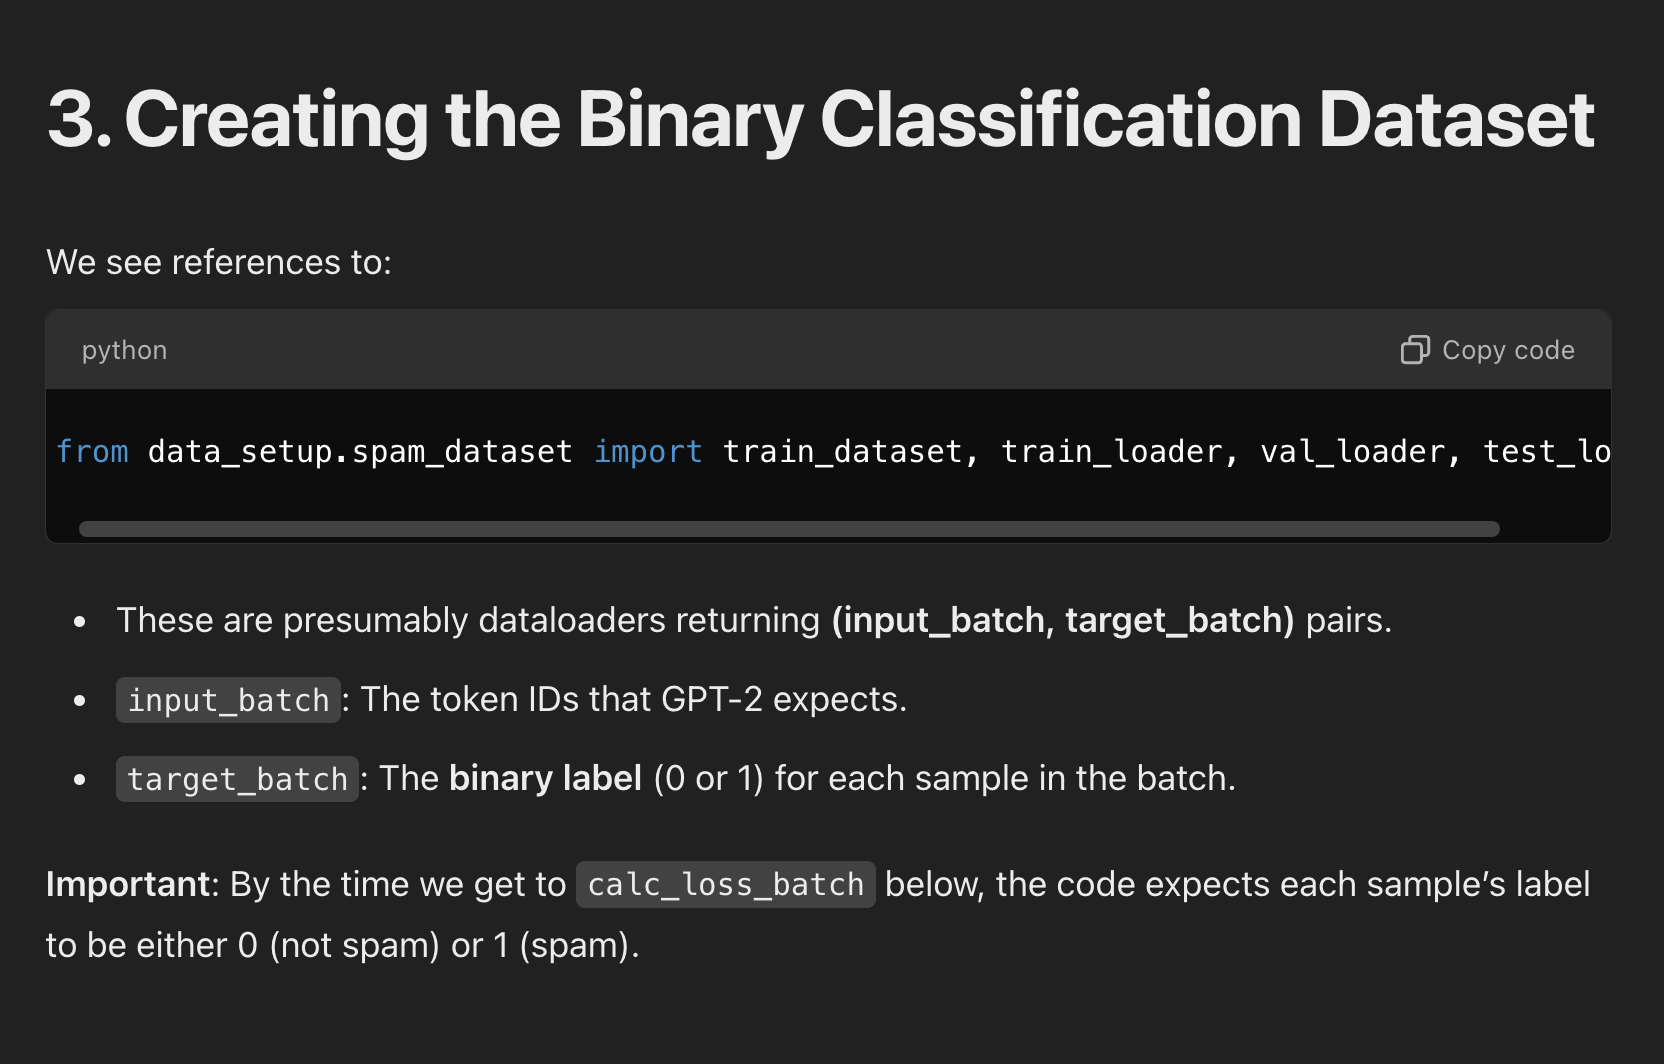 3. Creating the Binary Classification Dataset
We see references to:
python
Copy code
from data_setup.spam_dataset import train_dataset, train_loader, val_loader, test_lo
These are presumably dataloaders returning (input_batch, target_batch) pairs.
input_batch: The token IDs that GPT-2 expects.
target_batch: The binary label (0 or 1) for each sample in the batch.
Important: By the time we get to calc_loss_batch below, the code expects each sample’s label
to be either 0 (not spam) or 1 (spam).